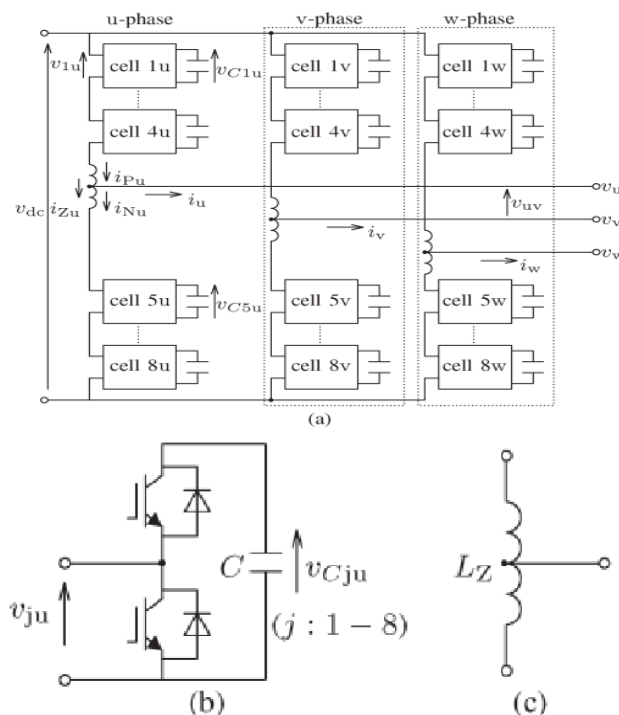 u-phase v-phase w-phase
v1u cell 1u vC1u cell 1v cell 1w
cell 4u cell 4v cell 4w
iPu
vu
vdc iZu iNu iu vuv
vv
iv
vv
iw
cell 5u vC5u cell 5v cell 5w
cell 8u cell 8v cell 8w
(a)
C vCju
LZ
vju (j : 1 − 8)
(b) (c)